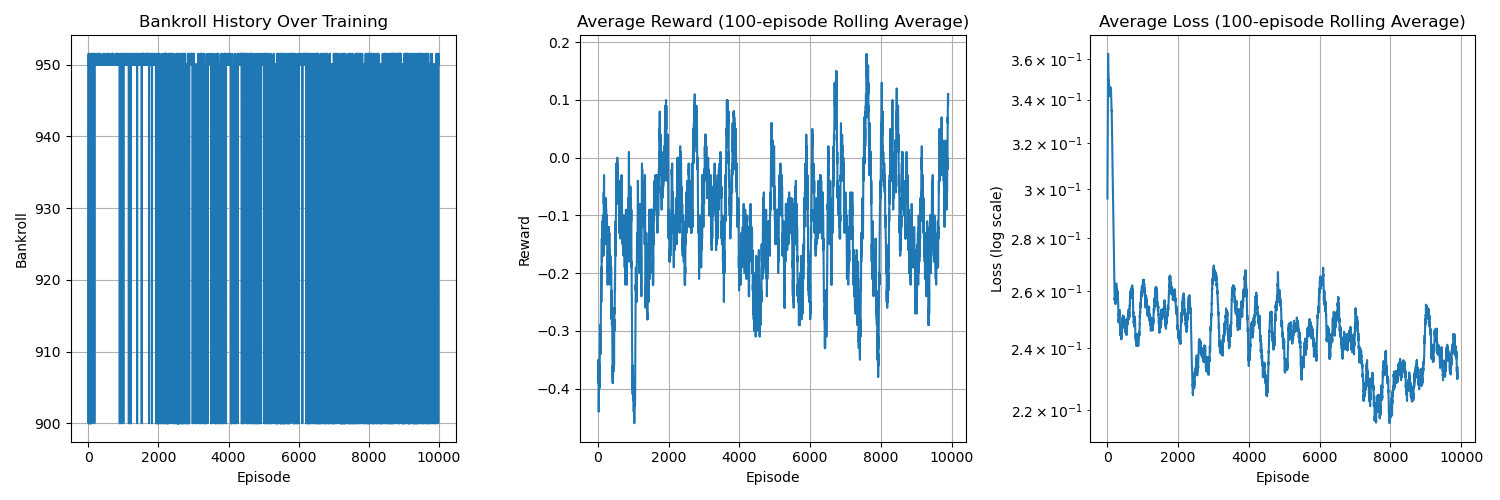 Bankroll History Over Training
Bankroll
950
940
930
920
910
900
0 2000 4000 6000 8000 10000
Episode
Average Reward (100-episode Rolling Average)
Reward
0.2
0.1
0.0
−0.1
−0.2
−0.3
−0.4
0 2000 4000 6000 8000 10000
Episode
Average Loss (100-episode Rolling Average)
Loss (log scale)
3.6 × 10⁻¹
3.4 × 10⁻¹
3.2 × 10⁻¹
3 × 10⁻¹
2.8 × 10⁻¹
2.6 × 10⁻¹
2.4 × 10⁻¹
2.2 × 10⁻¹
0 2000 4000 6000 8000 10000
Episode